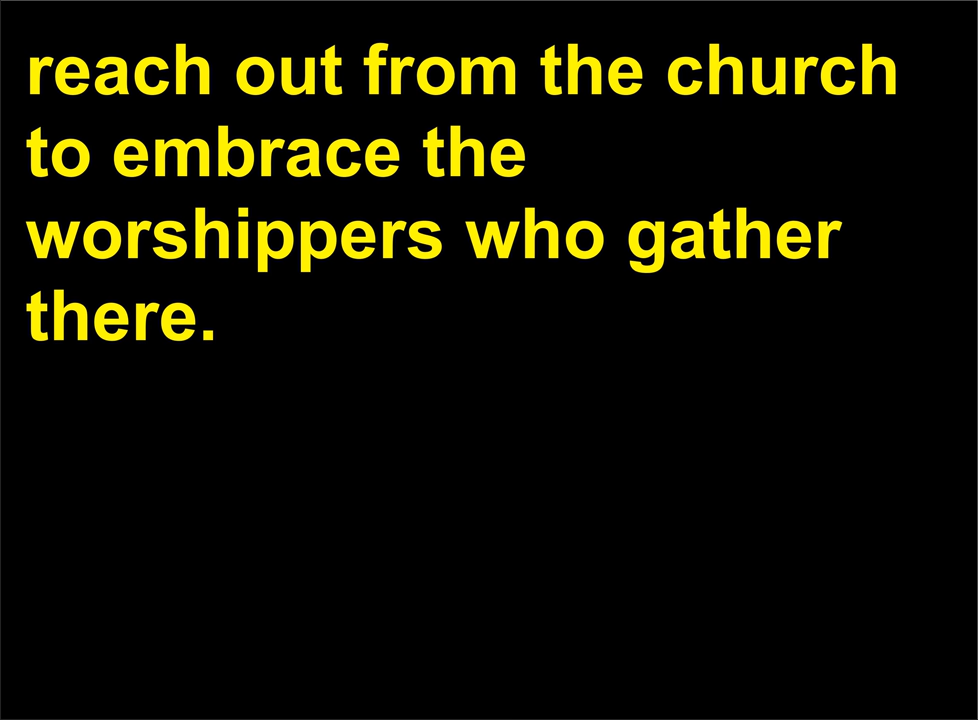 reach out from the church
to embrace the
worshippers who gather
there.